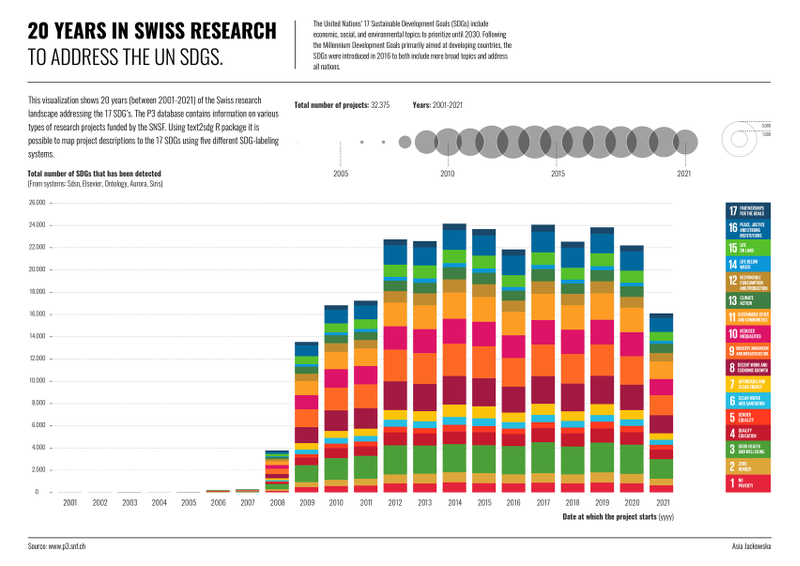 20 YEARS IN SWISS RESEARCH
TO ADDRESS THE UN SDGS.
The United Nations' 17 Sustainable Development Goals (SDGs) include
economic, social, and environmental topics to prioritize until 2030. Following
the Millennium Development Goals primarily aimed at developing countries, the
SDGs were introduced in 2016 to both include more broad topics and address
all nations.
This visualization shows 20 years (between 2001-2021) of the Swiss research
landscape addressing the 17 SDG's. The P3 database contains information on various
types of research projects funded by the SNSF. Using text2sdg R package it is
possible to map project descriptions to the 17 SDGs using five different SDG-labeling
systems.
Total number of projects: 32,375
Years: 2001-2021
2005
2010
2015
2021
Total number of SDGs that has been detected
(From systems: Sdsn, Elsevier, Ontology, Aurora, Siris)
26.000
24.000
22.000
20.000
18.000
16.000
14.000
12.000
10.000
8.000
6.000
4.000
2.000
0
2001
2002
2003
2004
2005
2006
2007
2008
2009
2010
2011
2012
2013
2014
2015
2016
2017
2018
2019
2020
2021
Date at which the project starts (yyyy)
17 PARTNERSHIPS
FOR THE GOALS
16 PEACE, JUSTICE
AND STRONG
INSTITUTIONS
15 LIFE
ON LAND
14 LIFE BELOW
WATER
12 RESPONSIBLE
CONSUMPTION
AND PRODUCTION
13 CLIMATE
ACTION
11 SUSTAINABLE CITIES
AND COMMUNITIES
10 REDUCED
INEQUALITIES
9 INDUSTRY, INNOVATION
AND INFRASTRUCTURE
8 DECENT WORK AND
ECONOMIC GROWTH
7 AFFORDABLE AND
CLEAN ENERGY
6 CLEAN WATER
AND SANITATION
5 GENDER
EQUALITY
4 QUALITY
EDUCATION
3 GOOD HEALTH
AND WELL-BEING
2 ZERO
HUNGER
1 NO
POVERTY
Source: www.p3.snf.ch
Asia Jackowska